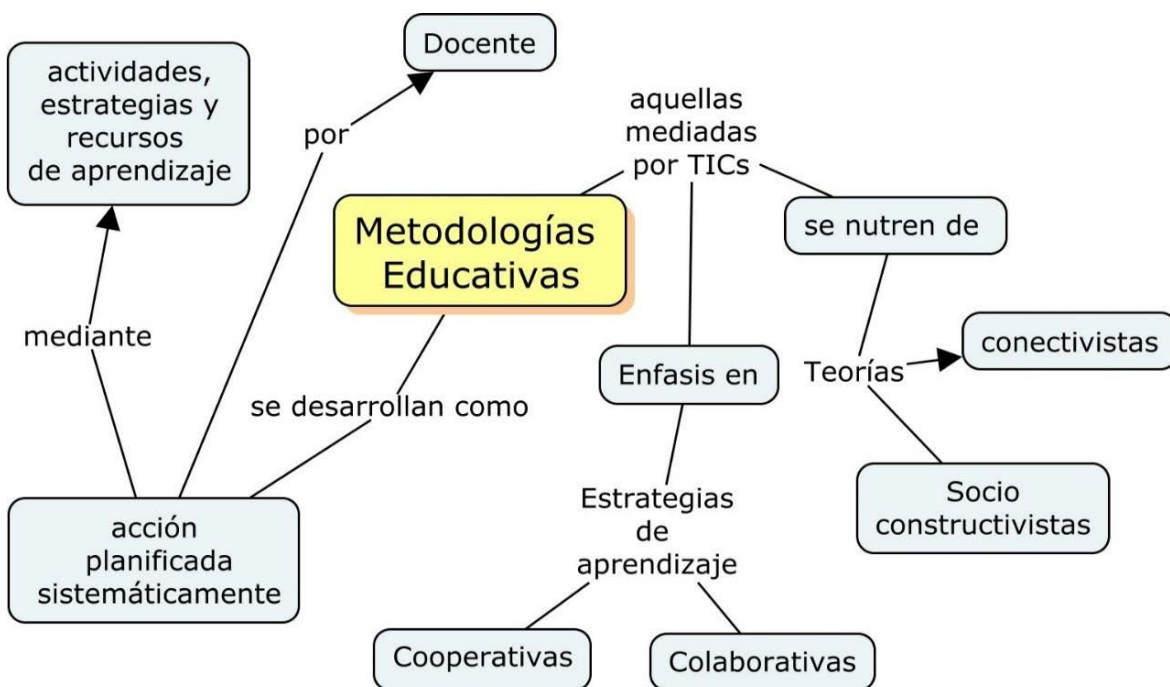 Docente
actividades,
estrategias y
recursos
de aprendizaje
por
aquellas
mediadas
por TICs
Metodologías
Educativas
se nutren de
mediante
conectivistas
Enfasis en
Teorías
se desarrollan como
Socio
constructivistas
Estrategias
de
aprendizaje
acción
planificada
sistemáticamente
Cooperativas
Colaborativas